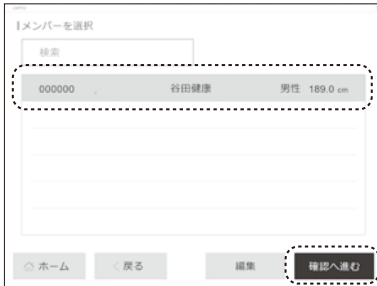 メンバーを選択
検索
000000 谷田健康 男性 189.0 cm
ホーム 戻る 編集 確認へ進む